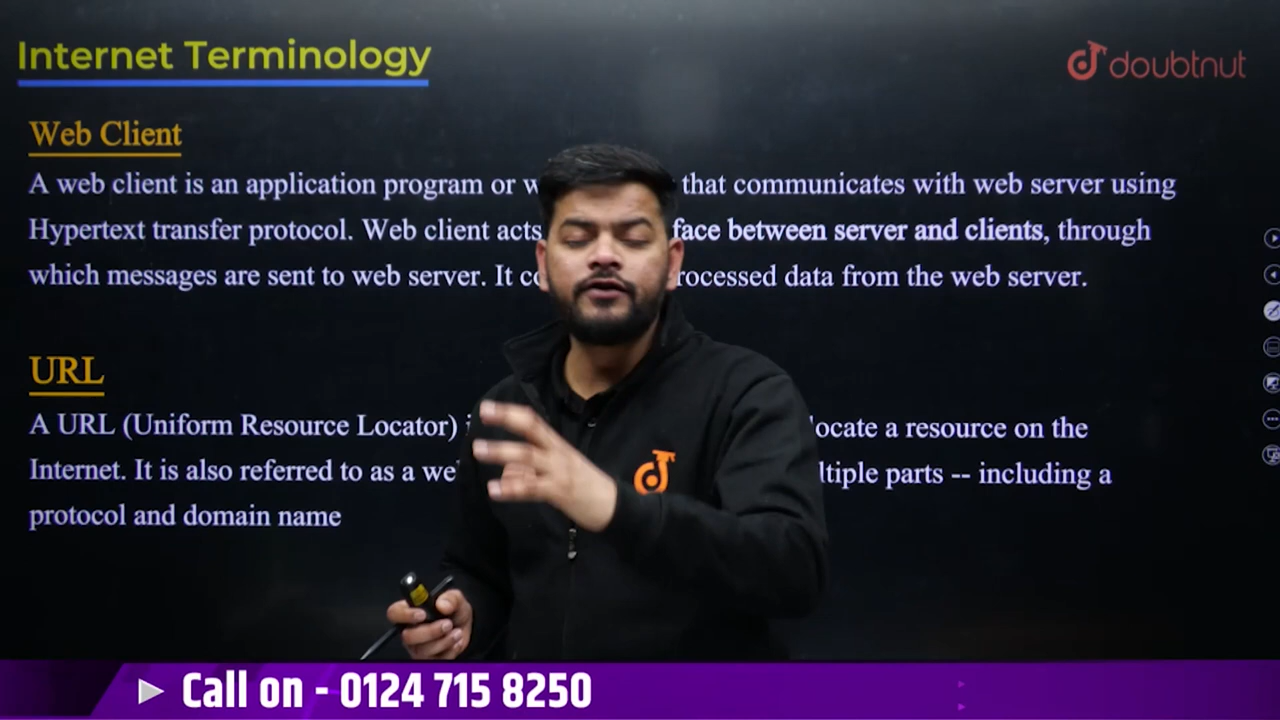 Internet Terminology
doubtnut
Web Client
A web client is an application program or w that communicates with web server using
Hypertext transfer protocol. Web client acts face between server and clients, through
which messages are sent to web server. It co rocessed data from the web server.
URL
A URL (Uniform Resource Locator) locate a resource on the
Internet. It is also referred to as a we ltiple parts -- including a
protocol and domain name
Call on - 0124 715 8250